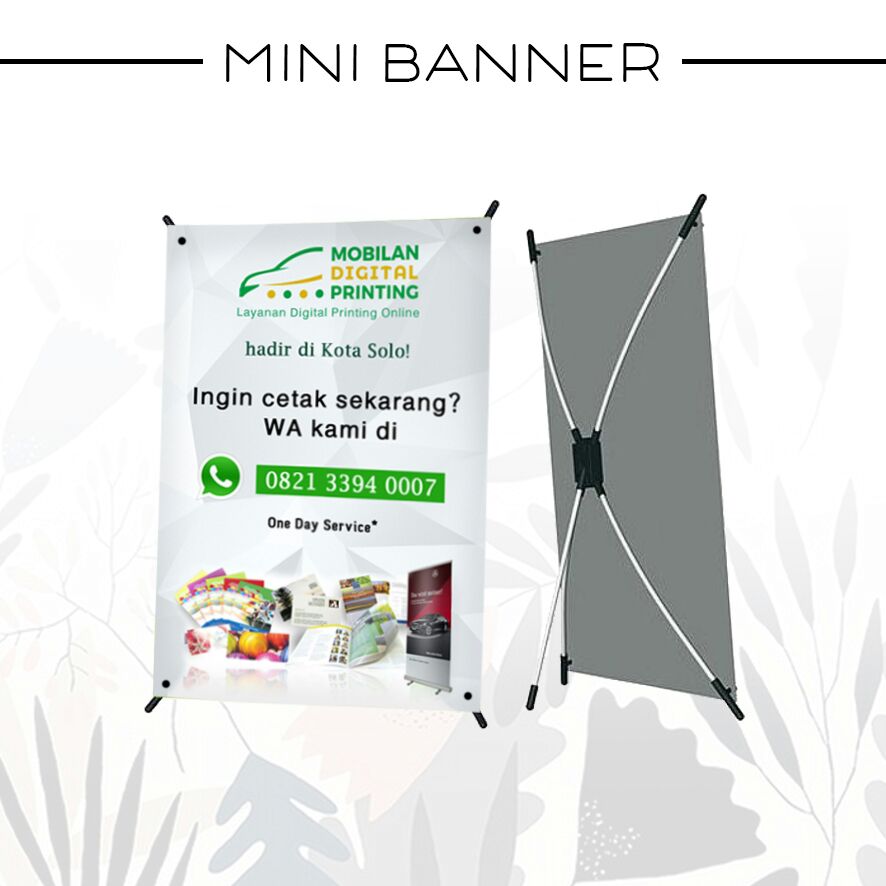 MINI BANNER
MOBILAN
DIGITAL
PRINTING
Layanan Digital Printing Online
hadir di Kota Solo!
Ingin cetak sekarang?
WA kami di
0821 3394 0007
One Day Service*